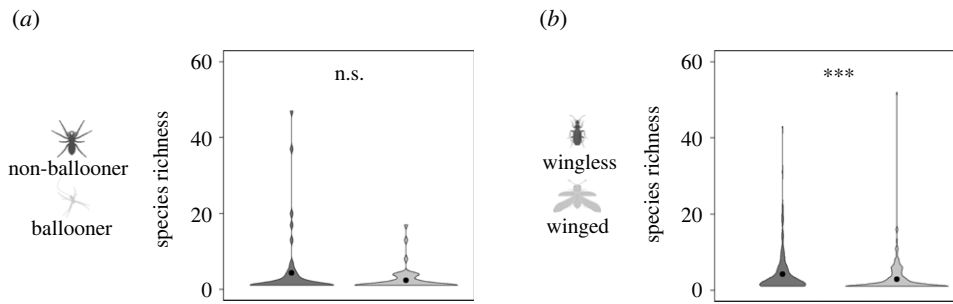 (a)
60
n.s.
40
species richness
non-ballooner
20
ballooner
0
(b)
60
***
40
species richness
wingless
20
winged
0